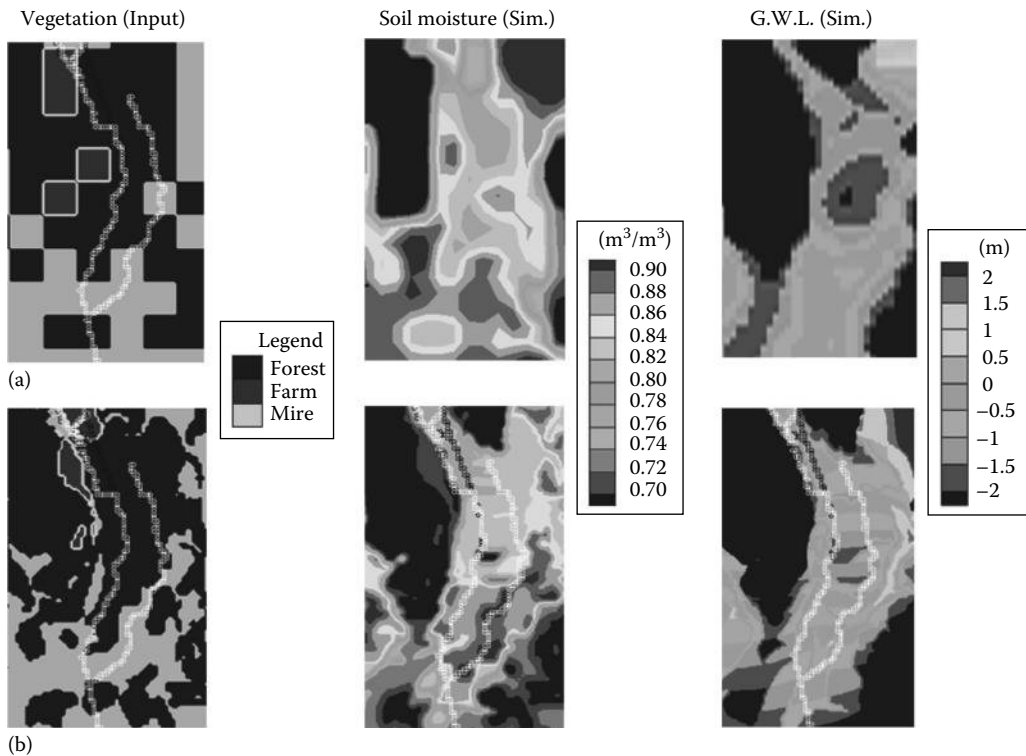 Vegetation (Input)
Soil moisture (Sim.)
G.W.L. (Sim.)
(a)
Legend
Forest
Farm
Mire
(m³/m³)
0.90
0.88
0.86
0.84
0.82
0.80
0.78
0.76
0.74
0.72
0.70
(m)
2
1.5
1
0.5
0
−0.5
−1
−1.5
−2
(b)